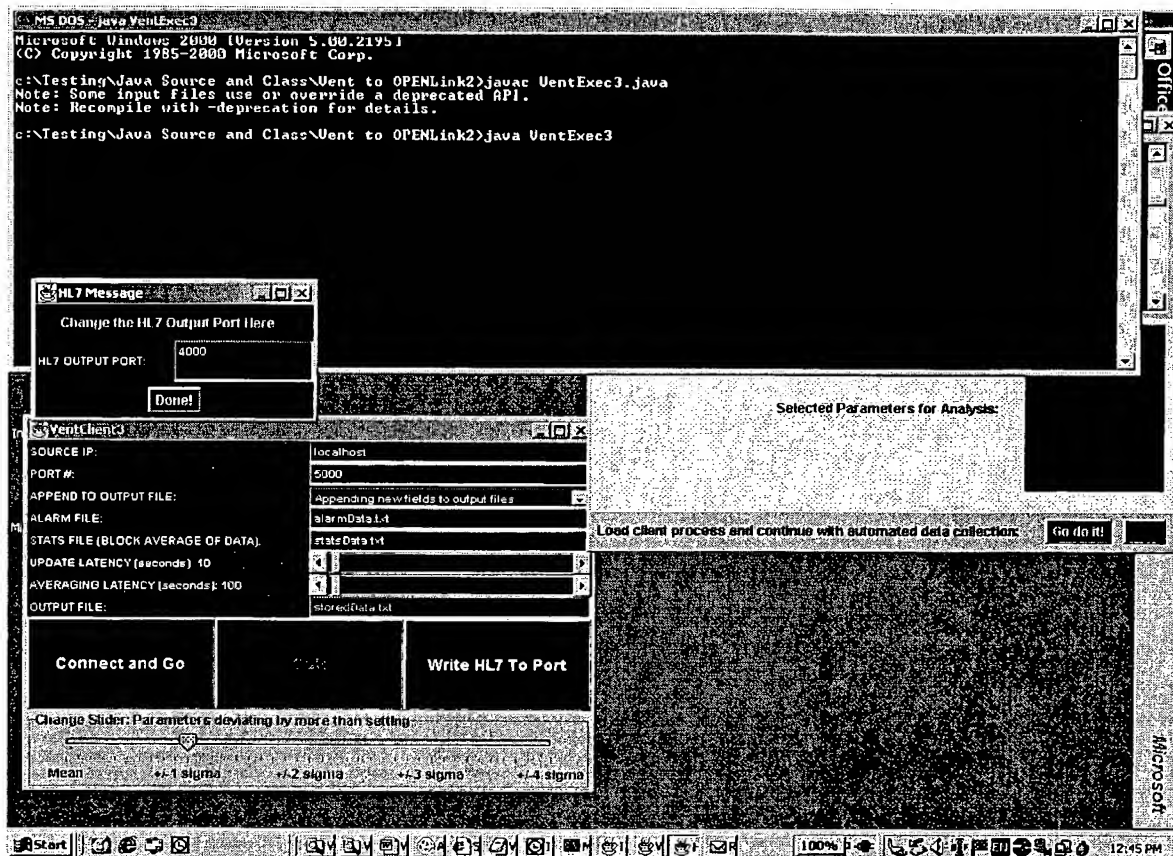 MS DOS - java VentExec3
Microsoft Windows 2000 [Version 5.00.2195]
(C) Copyright 1985-2000 Microsoft Corp.
c:\Testing\Java Source and Class\Vent to OPENLink2>javac VentExec3.java
Note: Some input files use or override a deprecated API.
Note: Recompile with -deprecation for details.
c:\Testing\Java Source and Class\Vent to OPENLink2>java VentExec3
Office
HL7 Message
Change the HL7 Output Port Here
HL7 OUTPUT PORT: 4000
Done!
Selected Parameters for Analysis:
VentClient3
SOURCE IP: localhost
PORT #: 5000
APPEND TO OUTPUT FILE: Appending new fields to output files
ALARM FILE: alarmData.txt
STATS FILE (BLOCK AVERAGE OF DATA): statsData.txt
UPDATE LATENCY (seconds) 10
AVERAGING LATENCY (seconds): 100
OUTPUT FILE: storedData.txt
Load client process and continue with automated data collection: Go do it!
Connect and Go
Write HL7 To Port
Change Slider: Parameters deviating by more than setting
Mean +/-1 sigma +/-2 sigma +/-3 sigma +/-4 sigma
Microsoft
Start
100%
12:45 PM